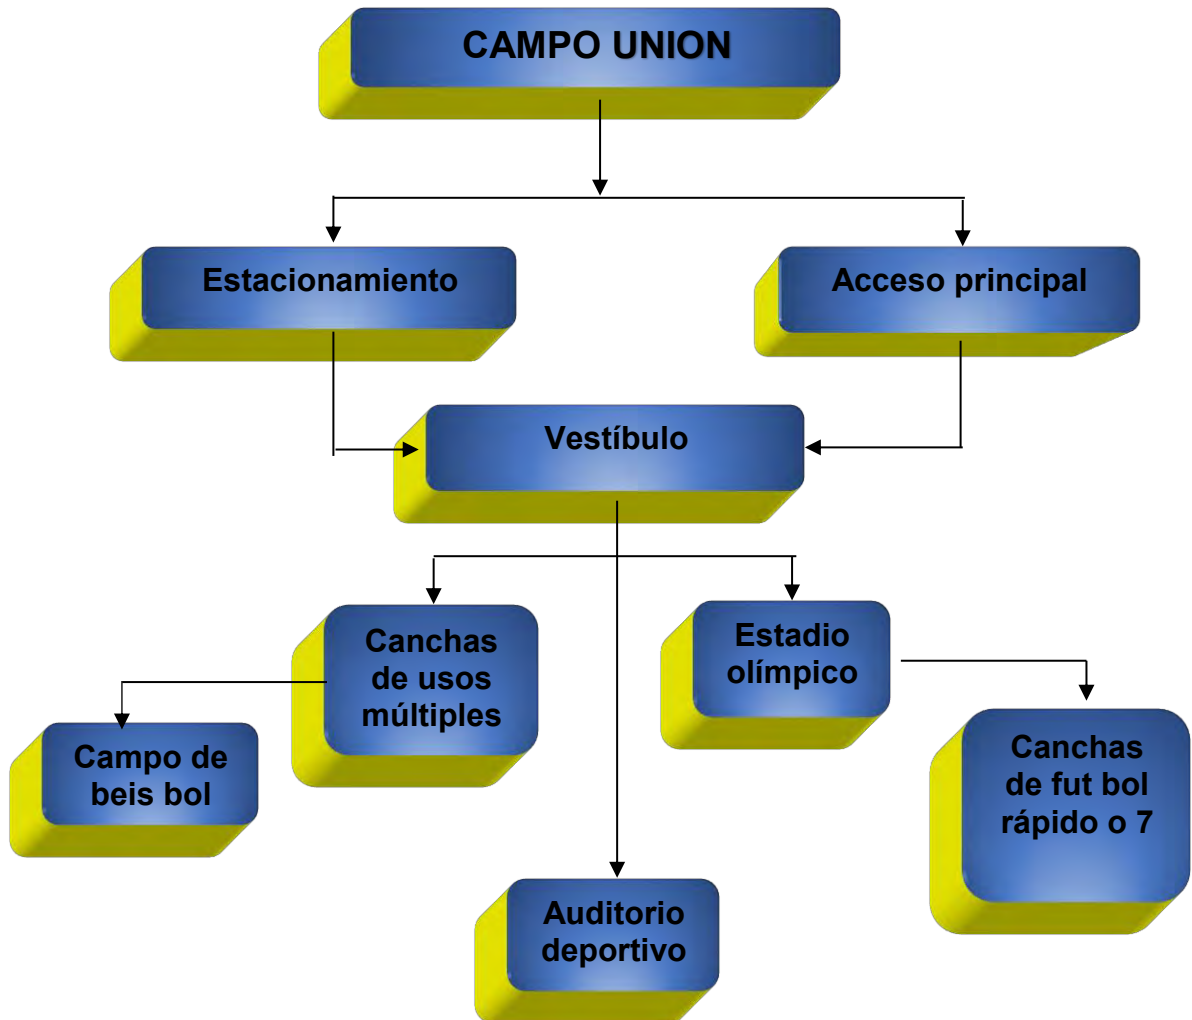 CAMPO UNION
Estacionamiento
Acceso principal
Vestíbulo
Canchas
de usos
múltiples
Estadio
olímpico
Campo de
beis bol
Canchas
de fut bol
rápido o 7
Auditorio
deportivo